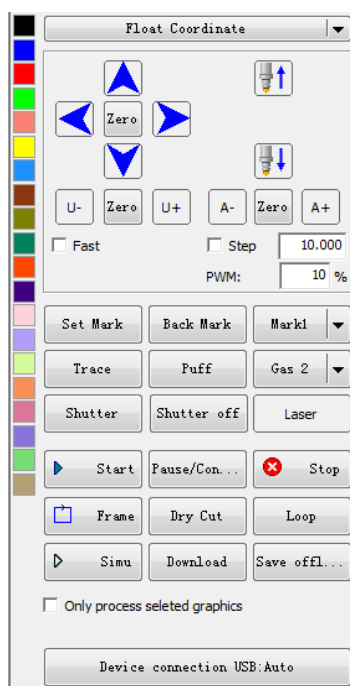 Float Coordinate
Zero
U- Zero U+ A- Zero A+
Fast Step 10.000
PWM: 10 %
Set Mark Back Mark Mark1
Trace Puff Gas 2
Shutter Shutter off Laser
Start Pause/Con... Stop
Frame Dry Cut Loop
Simu Download Save offl...
Only process seleted graphics
Device connection USB:Auto